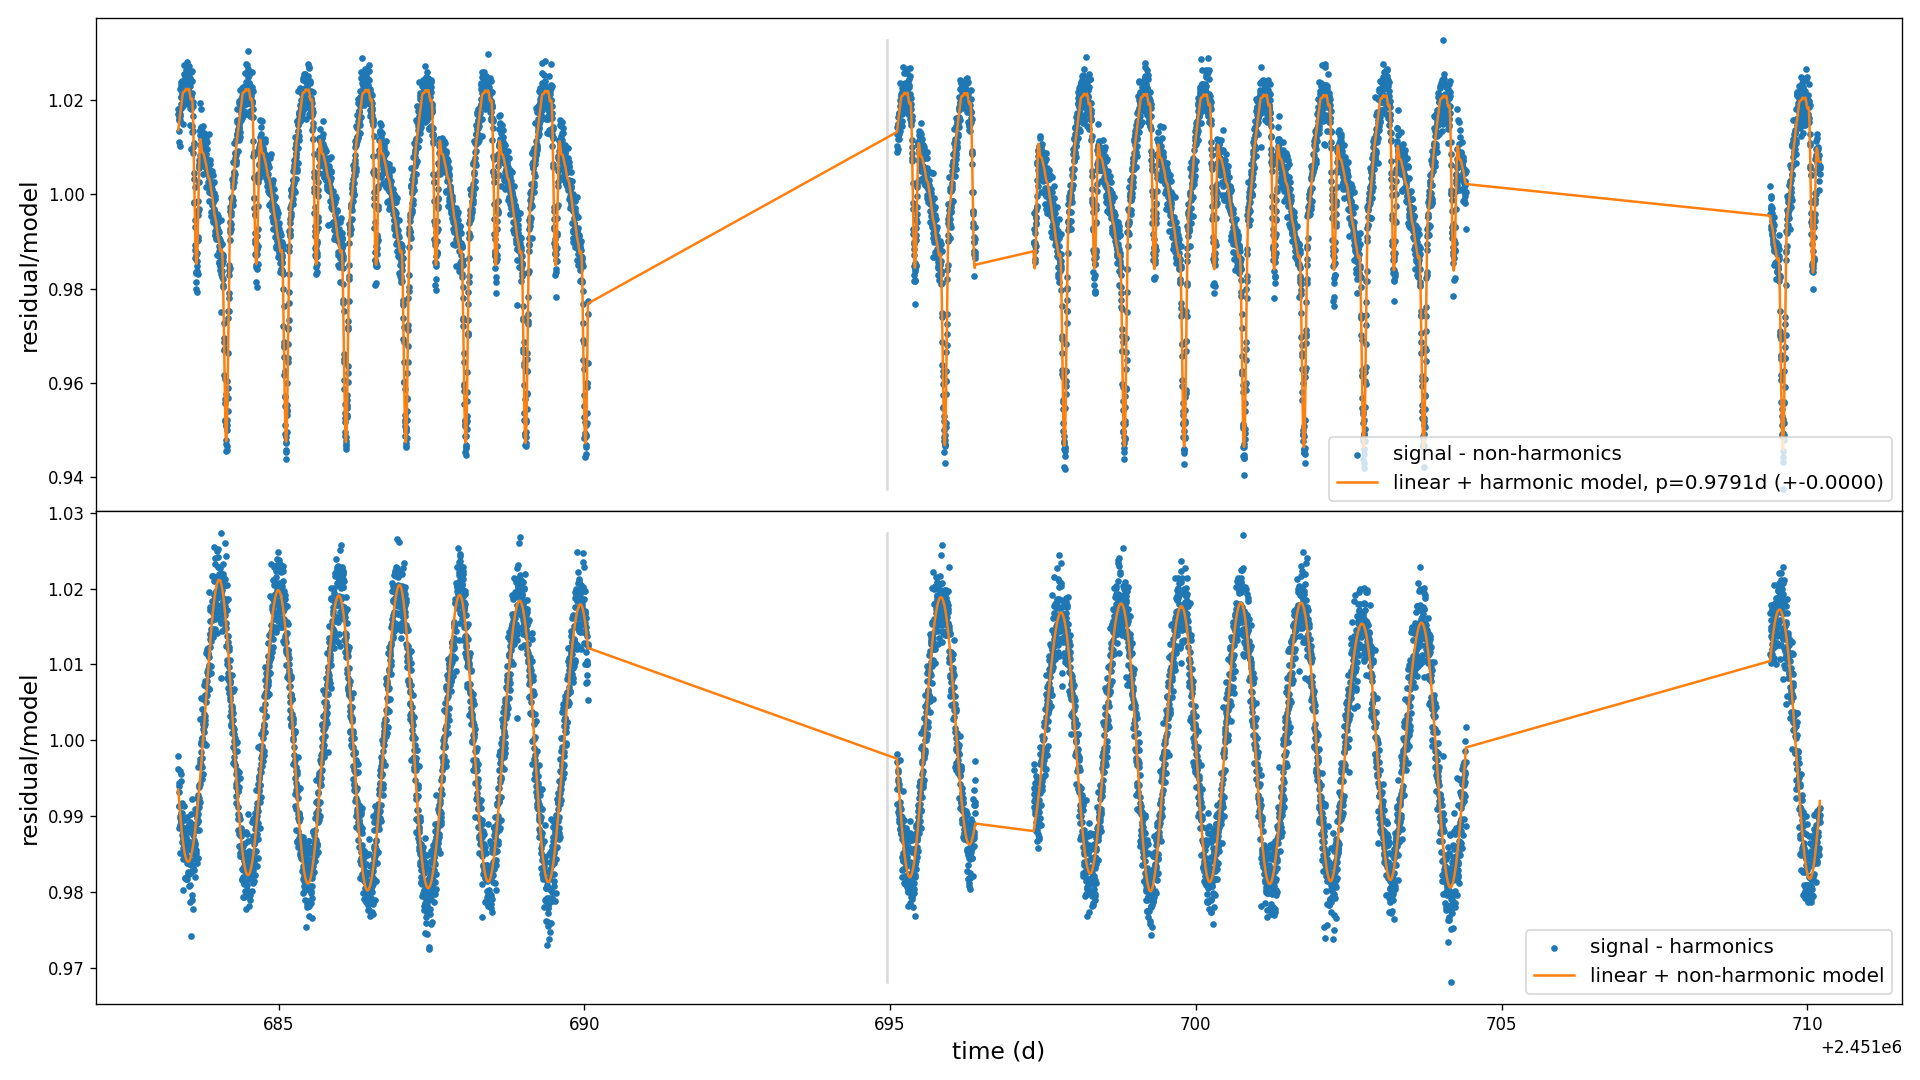 1.02
1.00
0.98
0.96
0.94
residual/model
signal - non-harmonics
linear + harmonic model, p=0.9791d (+-0.0000)
1.03
1.02
1.01
1.00
0.99
0.98
0.97
residual/model
signal - harmonics
linear + non-harmonic model
685
690
695
700
705
710
time (d)
+2.451e6